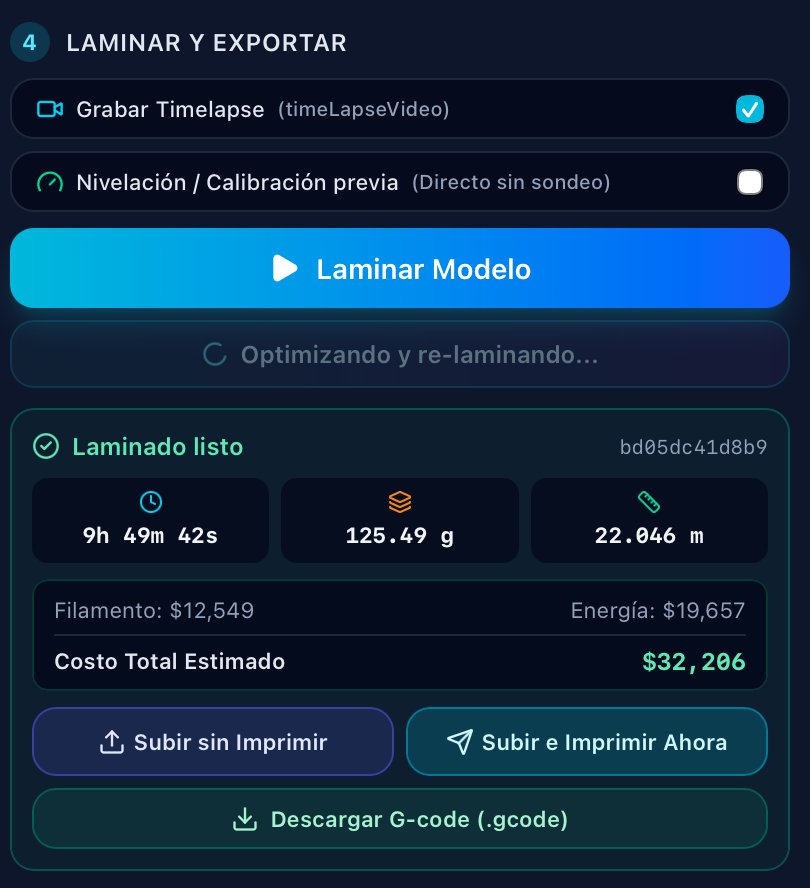 4 LAMINAR Y EXPORTAR
Grabar Timelapse (timeLapseVideo)
Nivelación / Calibración previa (Directo sin sondeo)
Laminar Modelo
Optimizando y re-laminando...
Laminado listo bd05dc41d8b9
9h 49m 42s 125.49 g 22.046 m
Filamento: $12,549 Energía: $19,657
Costo Total Estimado $32,206
Subir sin Imprimir Subir e Imprimir Ahora
Descargar G-code (.gcode)